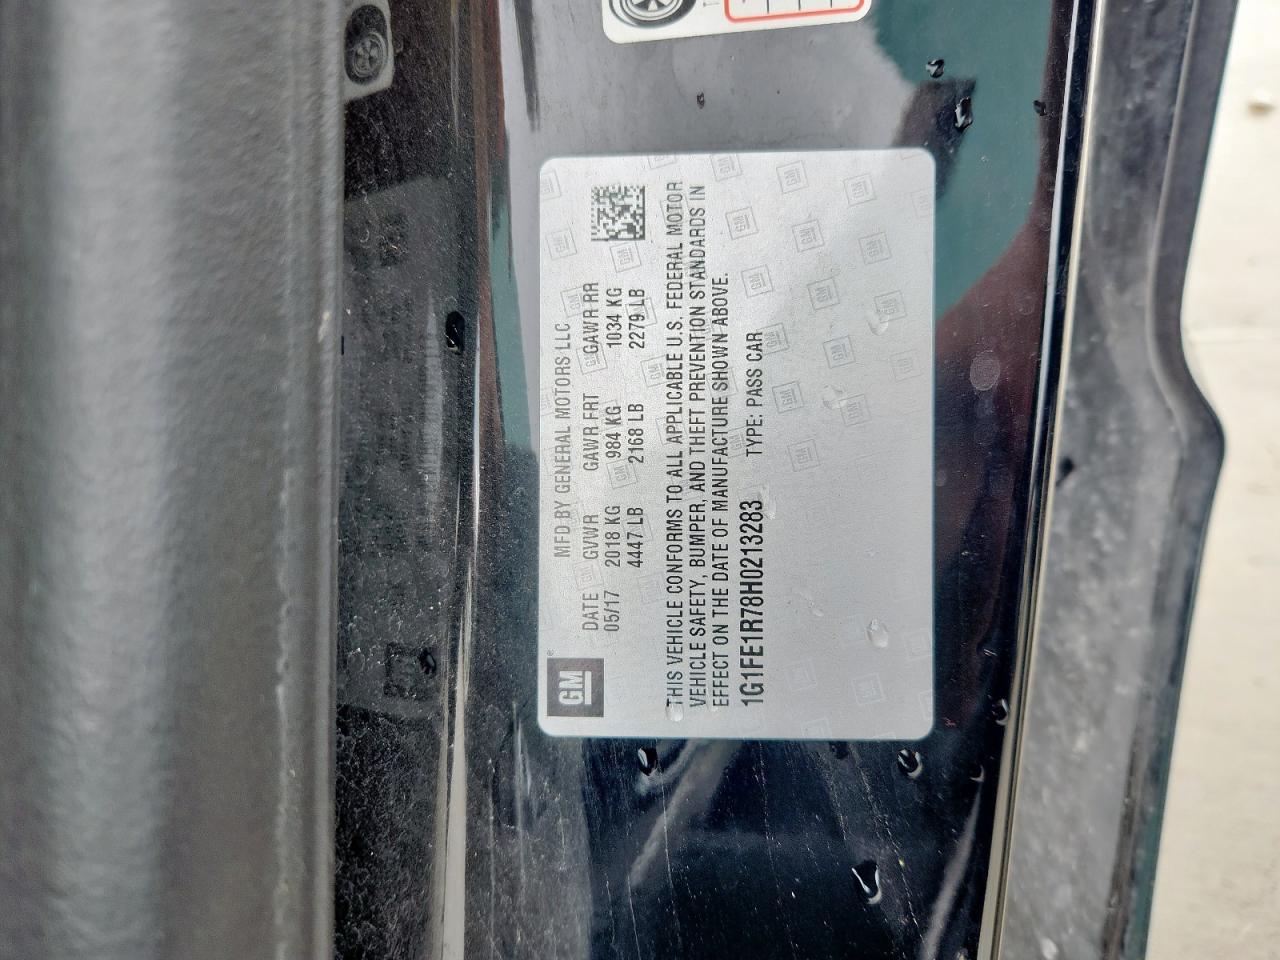 GM
MFD BY GENERAL MOTORS LLC
DATE GVWR GAWR FRT GAWR RR
05/17 2018 KG 984 KG 1034 KG
4447 LB 2168 LB 2279 LB
THIS VEHICLE CONFORMS TO ALL APPLICABLE U.S. FEDERAL MOTOR
VEHICLE SAFETY, BUMPER, AND THEFT PREVENTION STANDARDS IN
EFFECT ON THE DATE OF MANUFACTURE SHOWN ABOVE.
1G1FE1R78H0213283 TYPE: PASS CAR